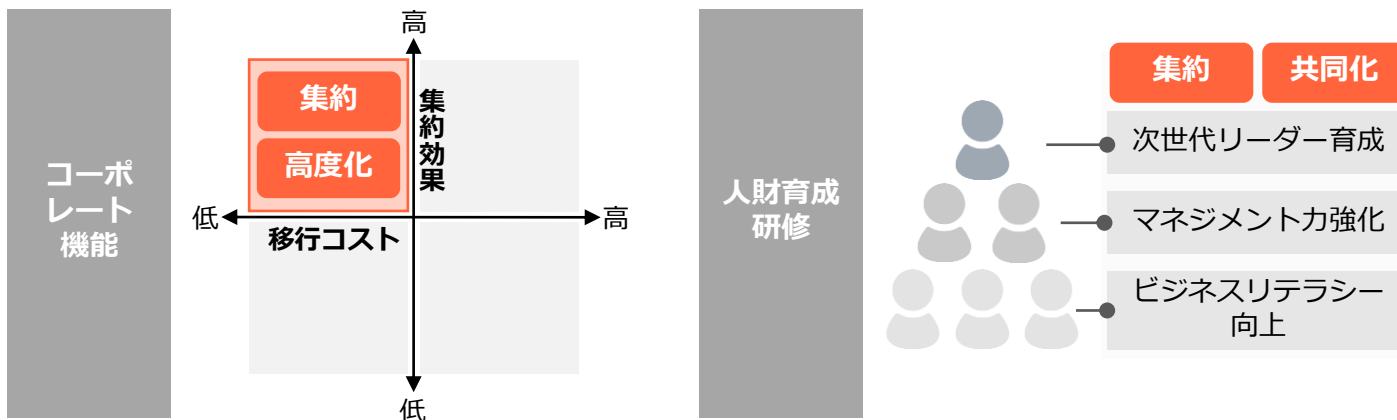 コーポ
レート
機能
高
集約
高度化
集約効果
低
高
移行コスト
低
人財育成
研修
集約
共同化
次世代リーダー育成
マネジメント力強化
ビジネスリテラシー
向上